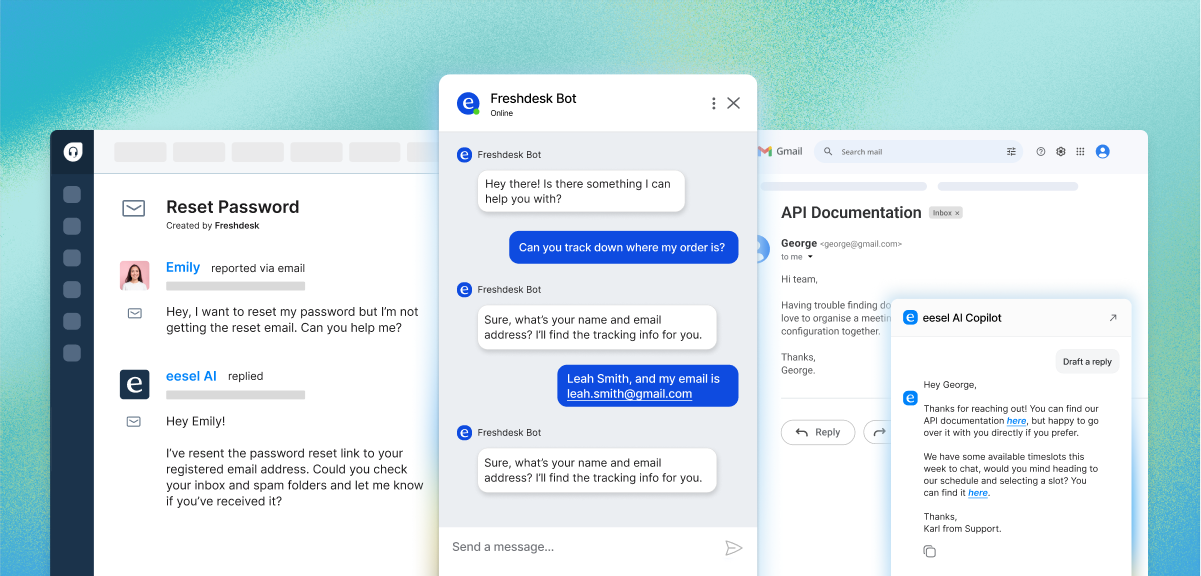 Reset Password
Created by Freshdesk
Emily reported via email
Hey, I want to reset my password but I'm not
getting the reset email. Can you help me?
eesel AI replied
Hey Emily!
I've resent the password reset link to your
registered email address. Could you check
your inbox and spam folders and let me know
if you've received it?
Freshdesk Bot
Online
Freshdesk Bot
Hey there! Is there something I can
help you with?
Can you track down where my order is?
Freshdesk Bot
Sure, what's your name and email
address? I'll find the tracking info for you.
Leah Smith, and my email is
leah.smith@gmail.com
Freshdesk Bot
Sure, what's your name and email
address? I'll find the tracking info for you.
Send a message...
Gmail
Search mail
API Documentation
Inbox ×
George <george@gmail.com>
to me
Hi team,
Having trouble finding do
love to organise a meetin
configuration together.
Thanks,
George.
Reply
eesel AI Copilot
Draft a reply
Hey George,
Thanks for reaching out! You can find our
API documentation here, but happy to go
over it with you directly if you prefer.
We have some available timeslots this
week to chat, would you mind heading to
our schedule and selecting a slot? You
can find it here.
Thanks,
Karl from Support.